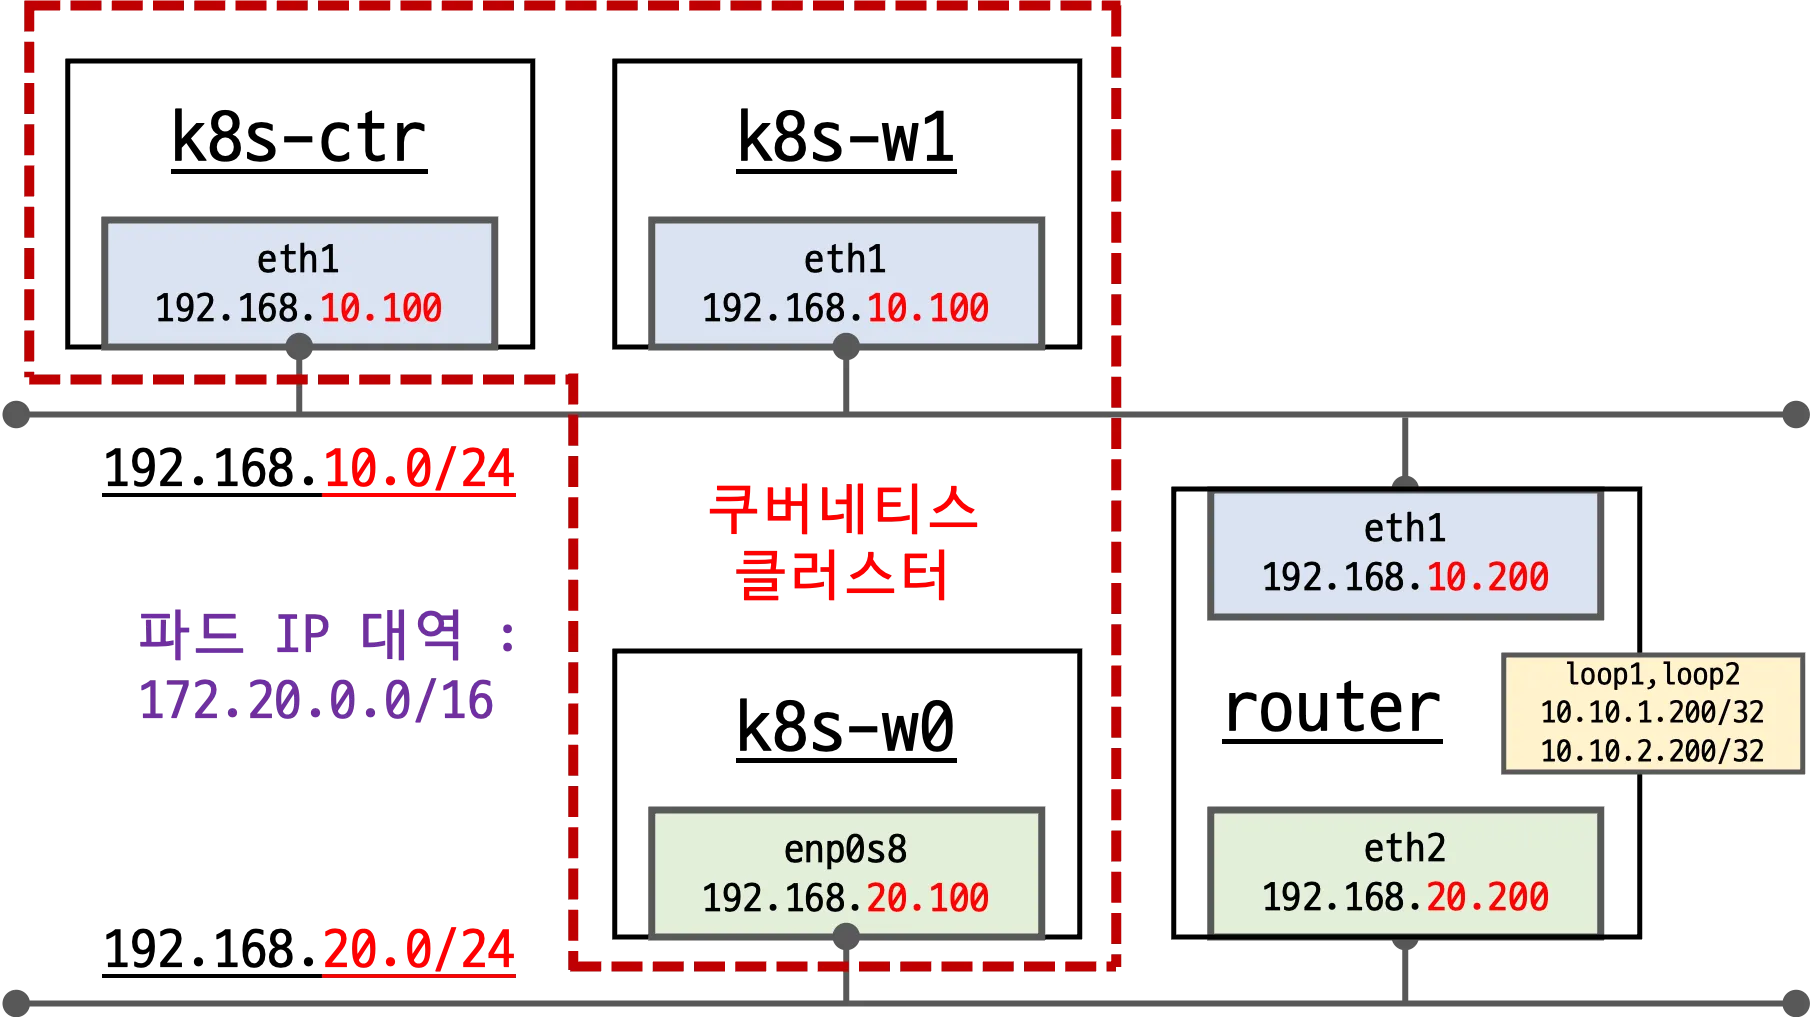 k8s-ctr
eth1
192.168.10.100
k8s-w1
eth1
192.168.10.100
192.168.10.0/24
쿠버네티스
클러스터
파드 IP 대역 :
172.20.0.0/16
eth1
192.168.10.200
router
loop1,loop2
10.10.1.200/32
10.10.2.200/32
eth2
192.168.20.200
k8s-w0
enp0s8
192.168.20.100
192.168.20.0/24